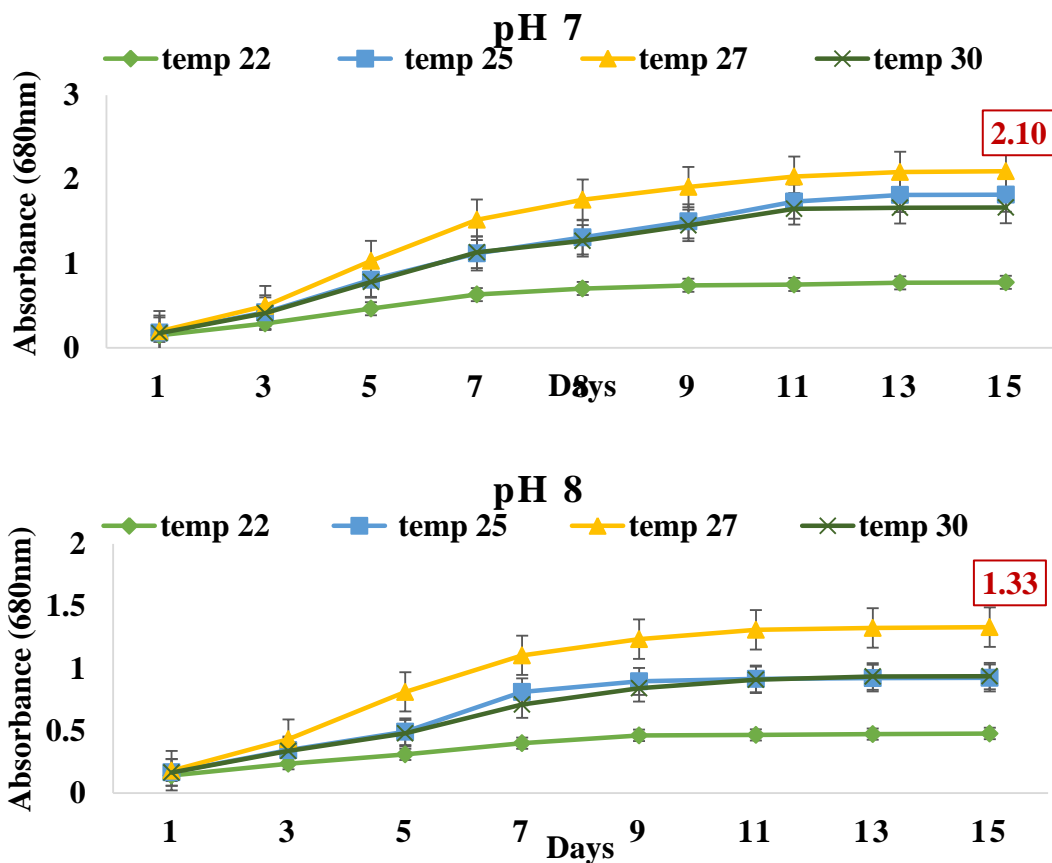 pH 7
temp 22 temp 25 temp 27 temp 30
Absorbance (680nm)
3
2
1
0
2.10
1 3 5 7 8 9 11 13 15
Days
pH 8
temp 22 temp 25 temp 27 temp 30
Absorbance (680nm)
2
1.5
1
0.5
0
1.33
1 3 5 7 9 11 13 15
Days